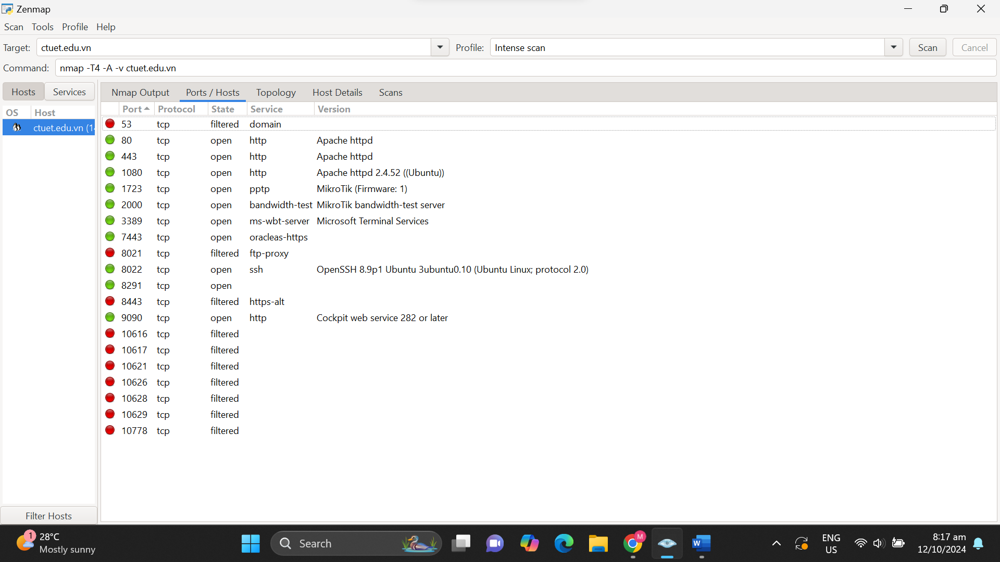 Zenmap
Scan Tools Profile Help
Target: ctuet.edu.vn Profile: Intense scan Scan Cancel
Command: nmap -T4 -A -v ctuet.edu.vn
Hosts Services Nmap Output Ports / Hosts Topology Host Details Scans
OS Host
ctuet.edu.vn (14
Port Protocol State Service Version
53 tcp filtered domain
80 tcp open http Apache httpd
443 tcp open http Apache httpd
1080 tcp open http Apache httpd 2.4.52 ((Ubuntu))
1723 tcp open pptp MikroTik (Firmware: 1)
2000 tcp open bandwidth-test MikroTik bandwidth-test server
3389 tcp open ms-wbt-server Microsoft Terminal Services
7443 tcp open oracleas-https
8021 tcp filtered ftp-proxy
8022 tcp open ssh OpenSSH 8.9p1 Ubuntu 3ubuntu0.10 (Ubuntu Linux; protocol 2.0)
8291 tcp open
8443 tcp filtered https-alt
9090 tcp open http Cockpit web service 282 or later
10616 tcp filtered
10617 tcp filtered
10621 tcp filtered
10626 tcp filtered
10628 tcp filtered
10629 tcp filtered
10778 tcp filtered
Filter Hosts
1 28°C
Mostly sunny
Search
M
W
ENG
US
8:17 am
12/10/2024